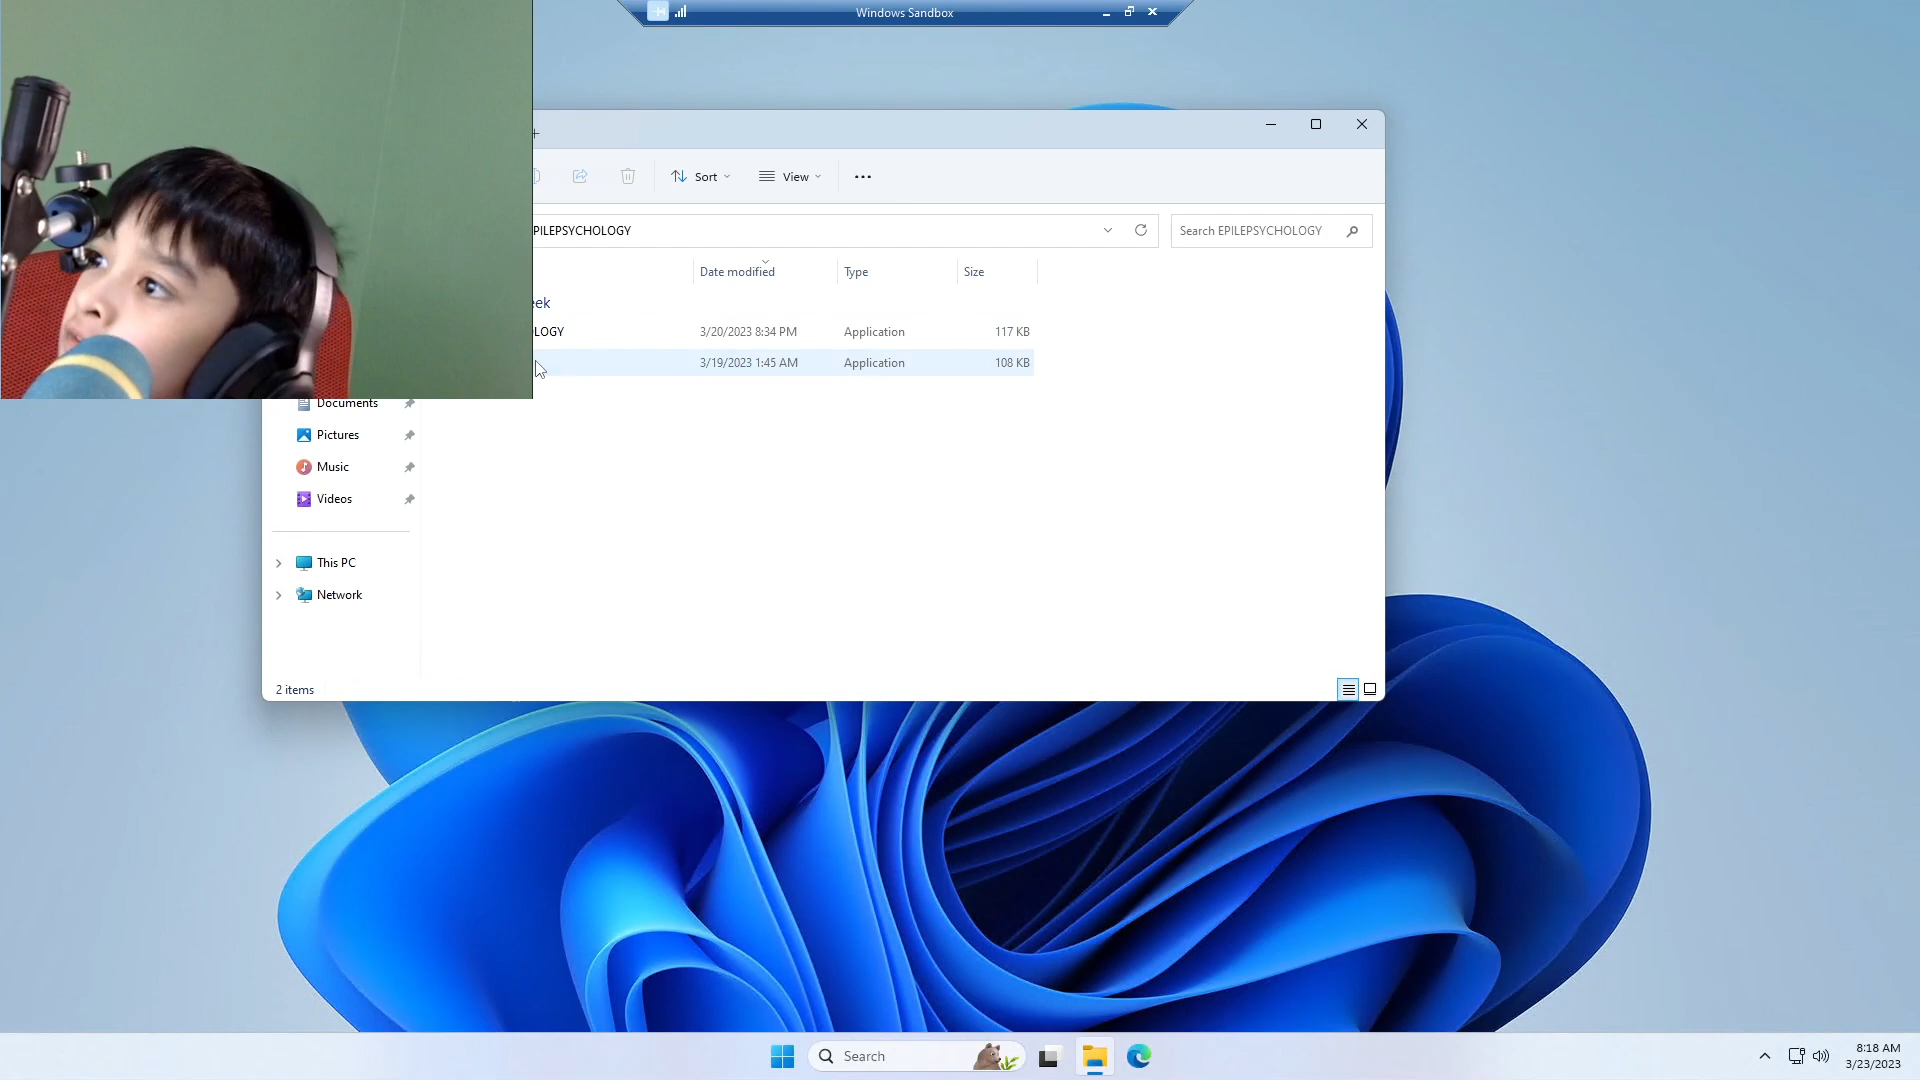 Windows Sandbox
Sort
View
PILEPSYCHOLOGY
Search EPILEPSYCHOLOGY
Date modified
Type
Size
eek
LOGY
3/20/2023 8:34 PM
Application
117 KB
3/19/2023 1:45 AM
Application
108 KB
Documents
Pictures
Music
Videos
This PC
Network
2 items
Search
8:18 AM
3/23/2023